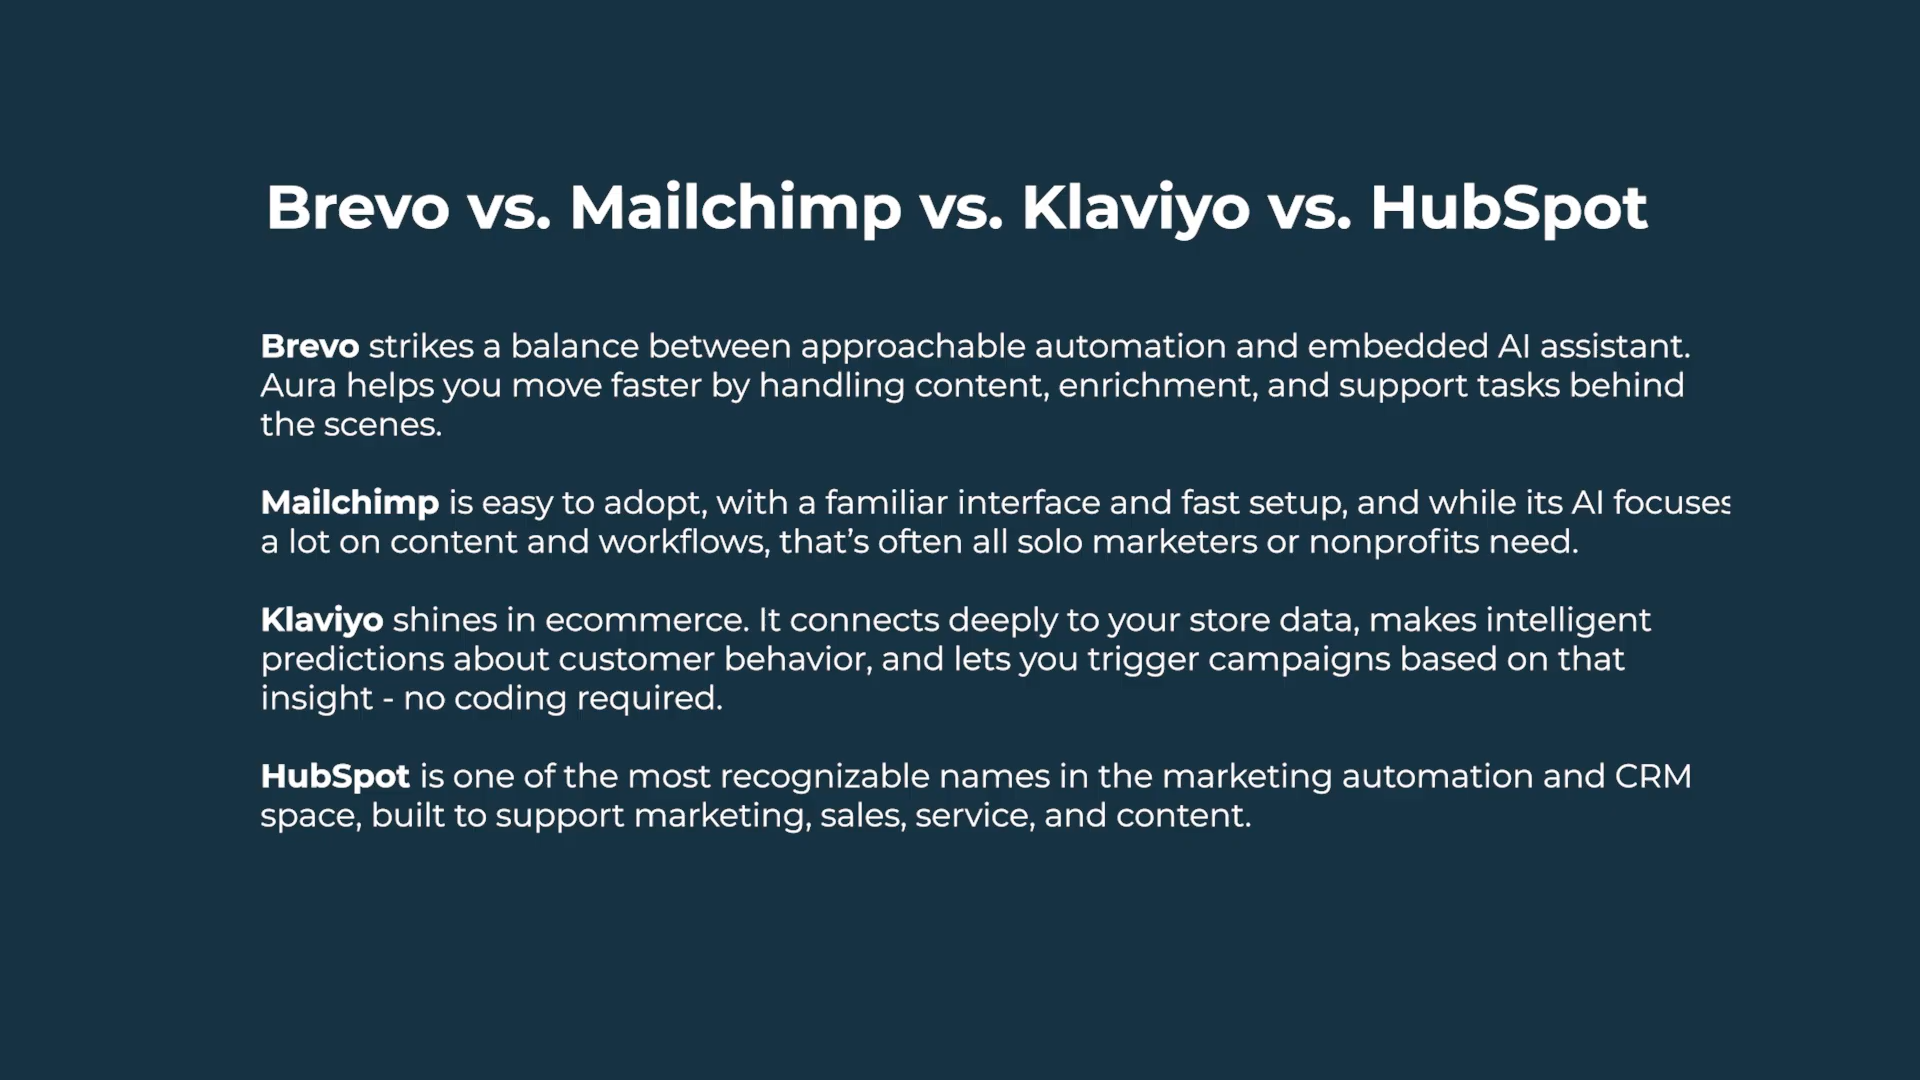 Brevo vs. Mailchimp vs. Klaviyo vs. HubSpot
Brevo strikes a balance between approachable automation and embedded AI assistant.
Aura helps you move faster by handling content, enrichment, and support tasks behind
the scenes.
Mailchimp is easy to adopt, with a familiar interface and fast setup, and while its AI focuses
a lot on content and workflows, that’s often all solo marketers or nonprofits need.
Klaviyo shines in ecommerce. It connects deeply to your store data, makes intelligent
predictions about customer behavior, and lets you trigger campaigns based on that
insight - no coding required.
HubSpot is one of the most recognizable names in the marketing automation and CRM
space, built to support marketing, sales, service, and content.